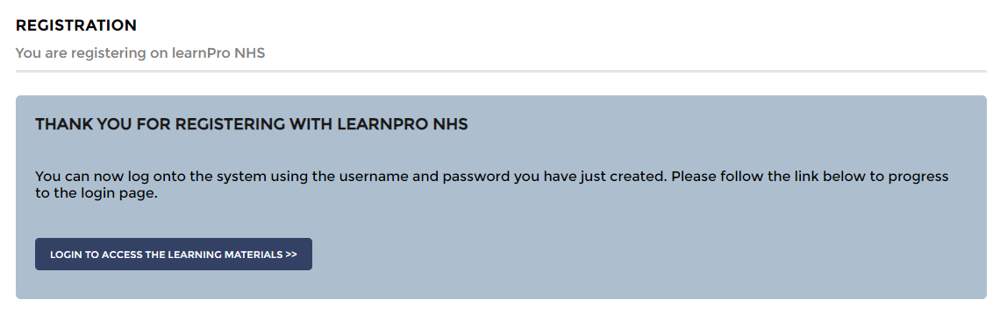 REGISTRATION
You are registering on learnPro NHS
THANK YOU FOR REGISTERING WITH LEARNPRO NHS
You can now log onto the system using the username and password you have just created. Please follow the link below to progress
to the login page.
LOGIN TO ACCESS THE LEARNING MATERIALS >>